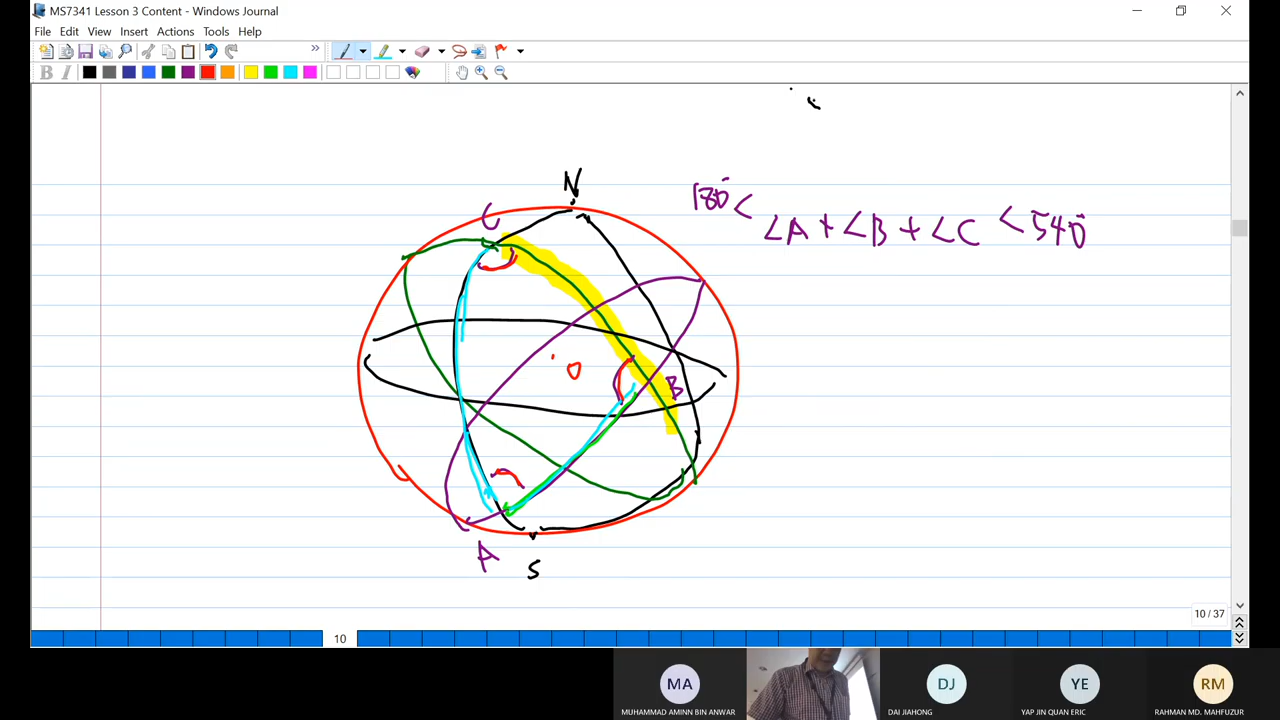 MS7341 Lesson 3 Content - Windows Journal
File Edit View Insert Actions Tools Help
B I
N
C
180° <
∠A + ∠B + ∠C < 540°
O
B
A
S
10 / 37
10
MA
DJ
YE
RM
MUHAMMAD AMINN BIN ANWAR
DAI JIAHONG
YAP JIN QUAN ERIC
RAHMAN MD. MAHFUZUR